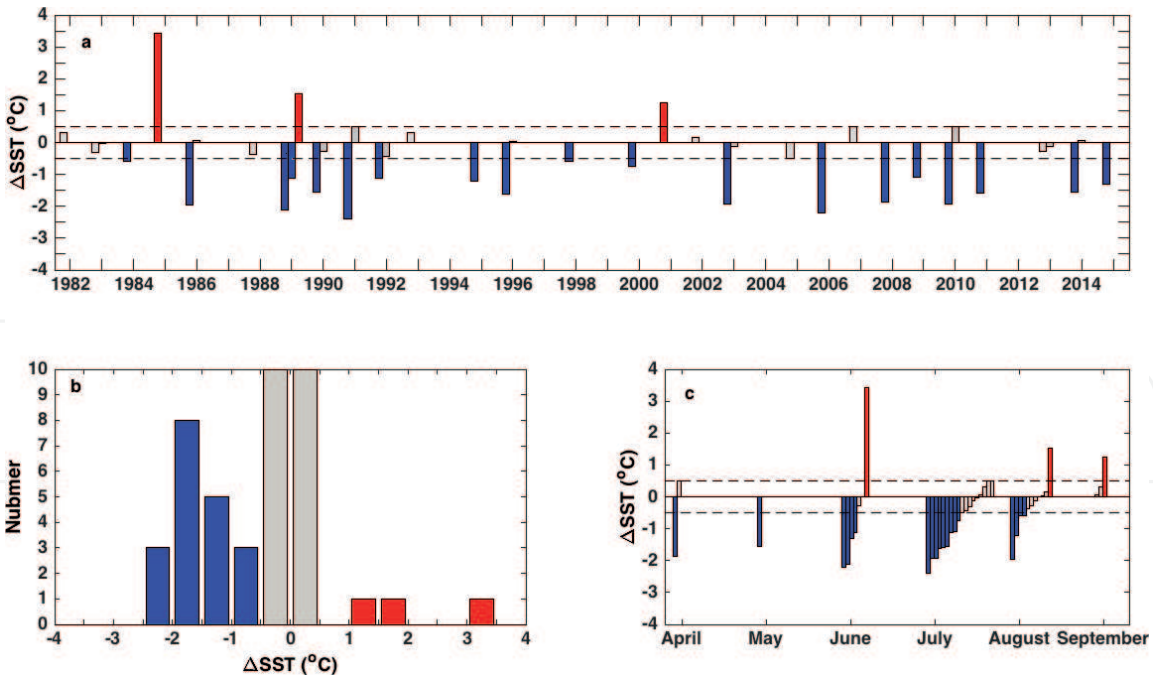 a
4
3
2
1
0
-1
-2
-3
-4
ΔSST (°C)
1982 1984 1986 1988 1990 1992 1994 1996 1998 2000 2002 2004 2006 2008 2010 2012 2014
b
10
9
8
7
6
5
4
3
2
1
0
Nubmer
-4 -3 -2 -1 0 1 2 3 4
ΔSST (°C)
c
4
3
2
1
0
-1
-2
-3
-4
ΔSST (°C)
April May June July August September